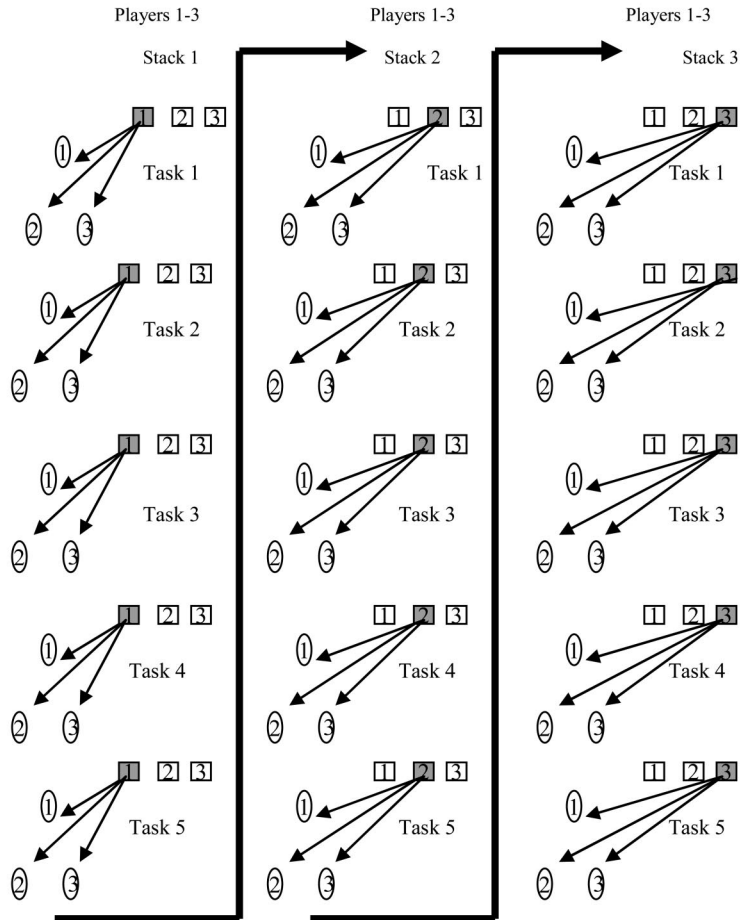 Players 1-3
Stack 1
1 2 3
1
Task 1
2 3
1 2 3
1
Task 2
2 3
1 2 3
1
Task 3
2 3
1 2 3
1
Task 4
2 3
1 2 3
1
Task 5
2 3
Players 1-3
Stack 2
1 2 3
1
Task 1
2 3
1 2 3
1
Task 2
2 3
1 2 3
1
Task 3
2 3
1 2 3
1
Task 4
2 3
1 2 3
1
Task 5
2 3
Players 1-3
Stack 3
1 2 3
1
Task 1
2 3
1 2 3
1
Task 2
2 3
1 2 3
1
Task 3
2 3
1 2 3
1
Task 4
2 3
1 2 3
1
Task 5
2 3